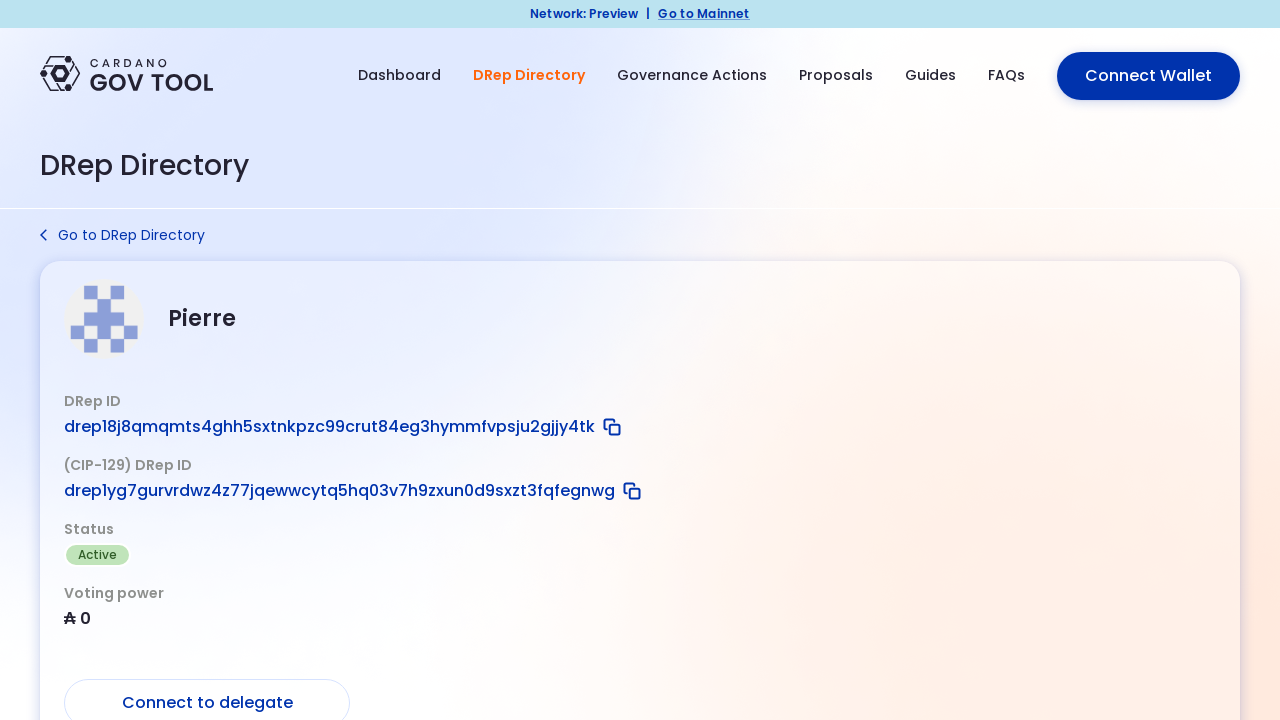 Network: Preview | Go to Mainnet
CARDANO
GOV TOOL
Dashboard
DRep Directory
Governance Actions
Proposals
Guides
FAQs
Connect Wallet
DRep Directory
Go to DRep Directory
Pierre
DRep ID
drep18j8qmqmts4ghh5sxtnkpzc99crut84eg3hymmfvpsju2gjjy4tk
(CIP-129) DRep ID
drep1yg7gurvrdwz4z77jqewwcytq5hq03v7h9zxun0d9sxzt3fqfegnwg
Status
Active
Voting power
₳ 0
Connect to delegate